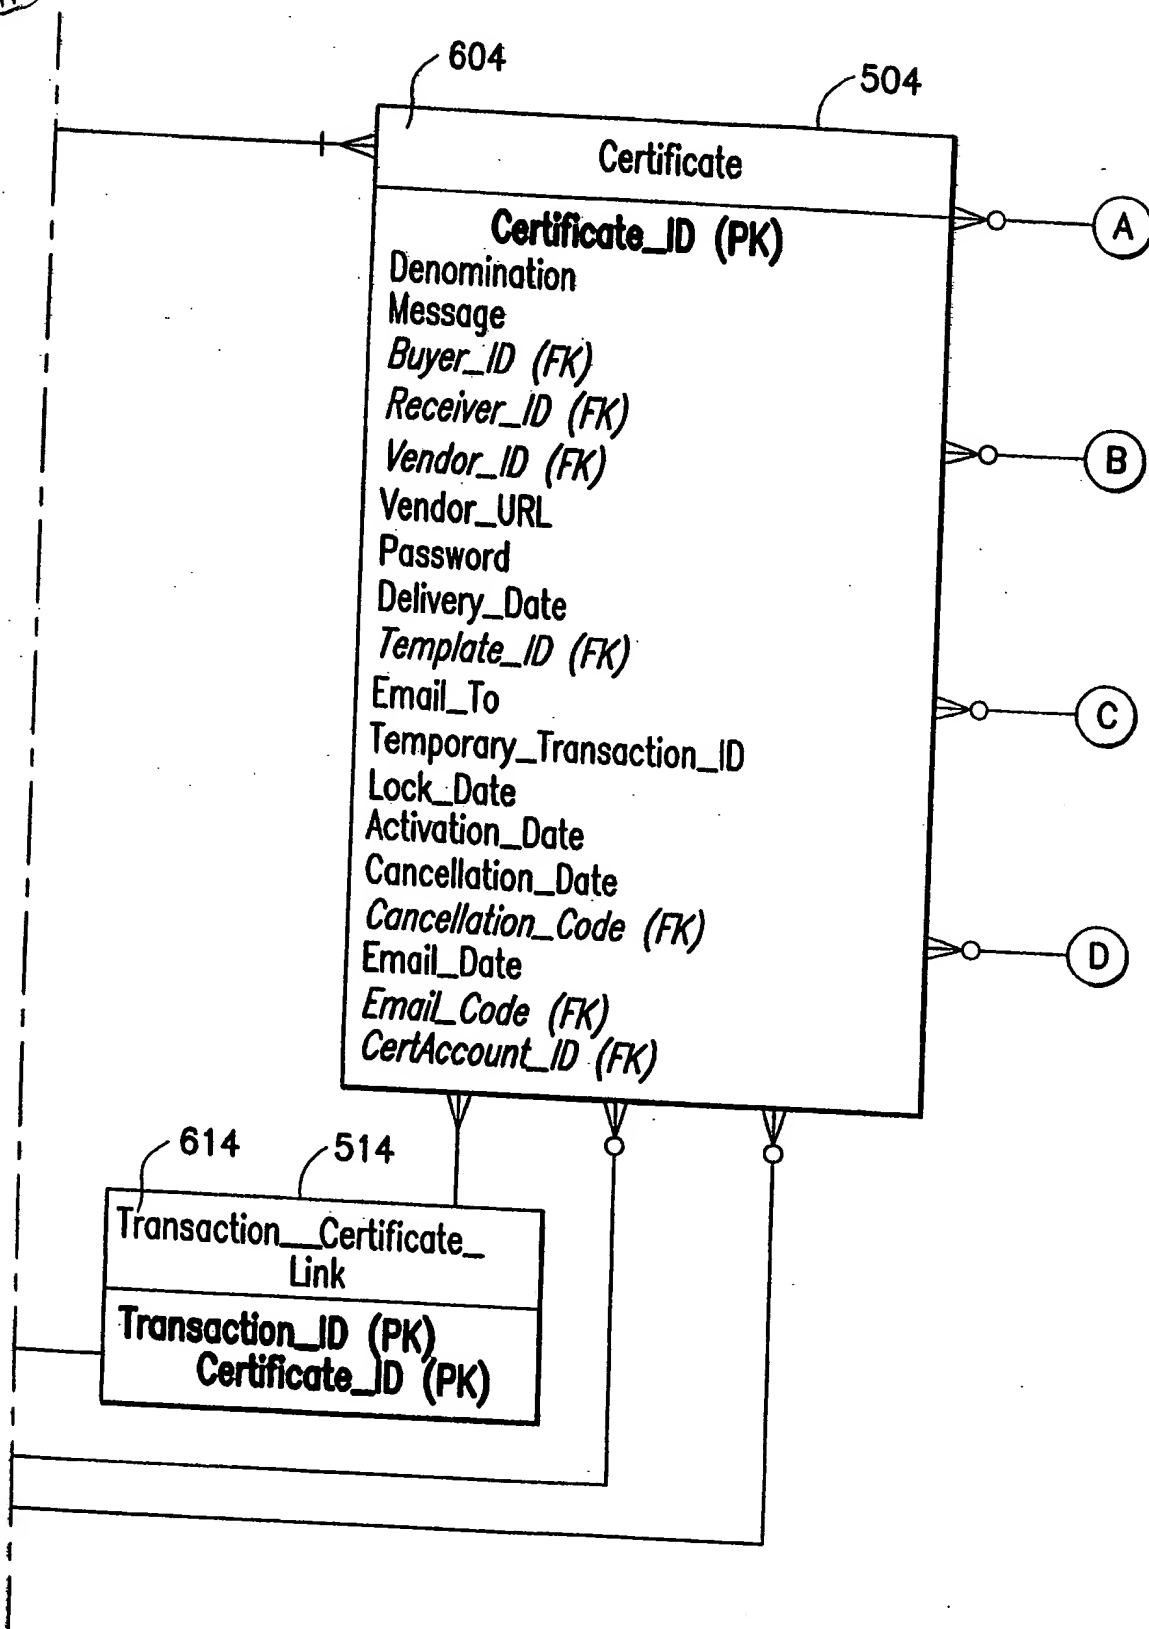 604
504
Certificate
A
Certificate_ID (PK)
Denomination
Message
Buyer_ID (FK)
Receiver_ID (FK)
B
Vendor_ID (FK)
Vendor_URL
Password
Delivery_Date
Template_ID (FK)
Email_To
C
Temporary_Transaction_ID
Lock_Date
Activation_Date
Cancellation_Date
Cancellation_Code (FK)
D
Email_Date
Email_Code (FK)
CertAccount_ID (FK)
614
514
Transaction__Certificate_
Link
Transaction_ID (PK)
Certificate_ID (PK)